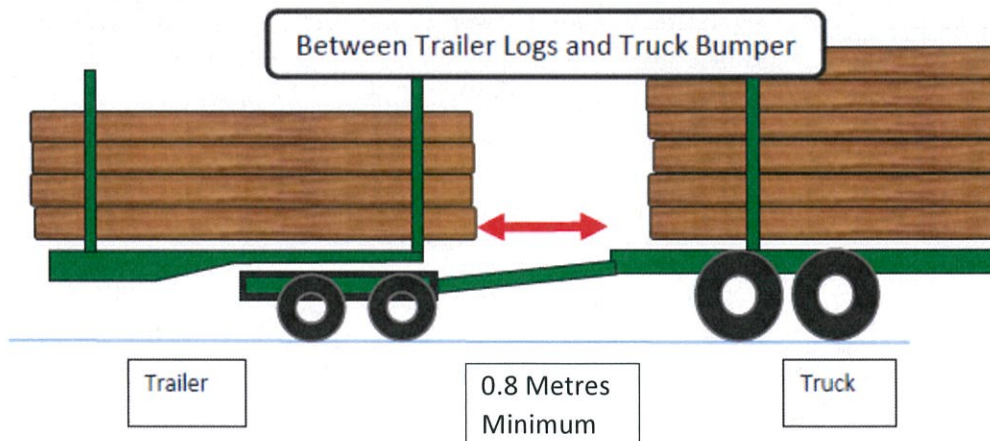 Between Trailer Logs and Truck Bumper
Trailer
0.8 Metres
Minimum
Truck